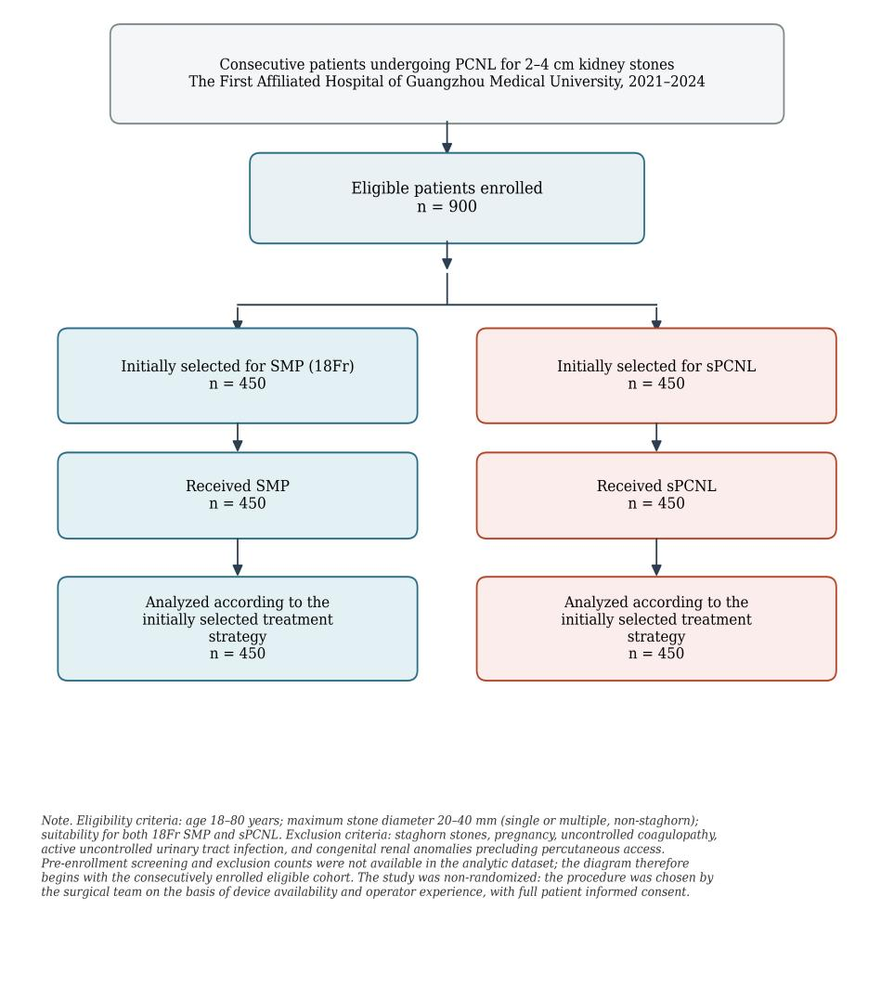 Consecutive patients undergoing PCNL for 2–4 cm kidney stones
The First Affiliated Hospital of Guangzhou Medical University, 2021–2024
Eligible patients enrolled
n = 900
Initially selected for SMP (18Fr)
n = 450
Initially selected for sPCNL
n = 450
Received SMP
n = 450
Received sPCNL
n = 450
Analyzed according to the
initially selected treatment
strategy
n = 450
Analyzed according to the
initially selected treatment
strategy
n = 450
Note. Eligibility criteria: age 18–80 years; maximum stone diameter 20–40 mm (single or multiple, non-staghorn);
suitability for both 18Fr SMP and sPCNL. Exclusion criteria: staghorn stones, pregnancy, uncontrolled coagulopathy,
active uncontrolled urinary tract infection, and congenital renal anomalies precluding percutaneous access.
Pre-enrollment screening and exclusion counts were not available in the analytic dataset; the diagram therefore
begins with the consecutively enrolled eligible cohort. The study was non-randomized: the procedure was chosen by
the surgical team on the basis of device availability and operator experience, with full patient informed consent.